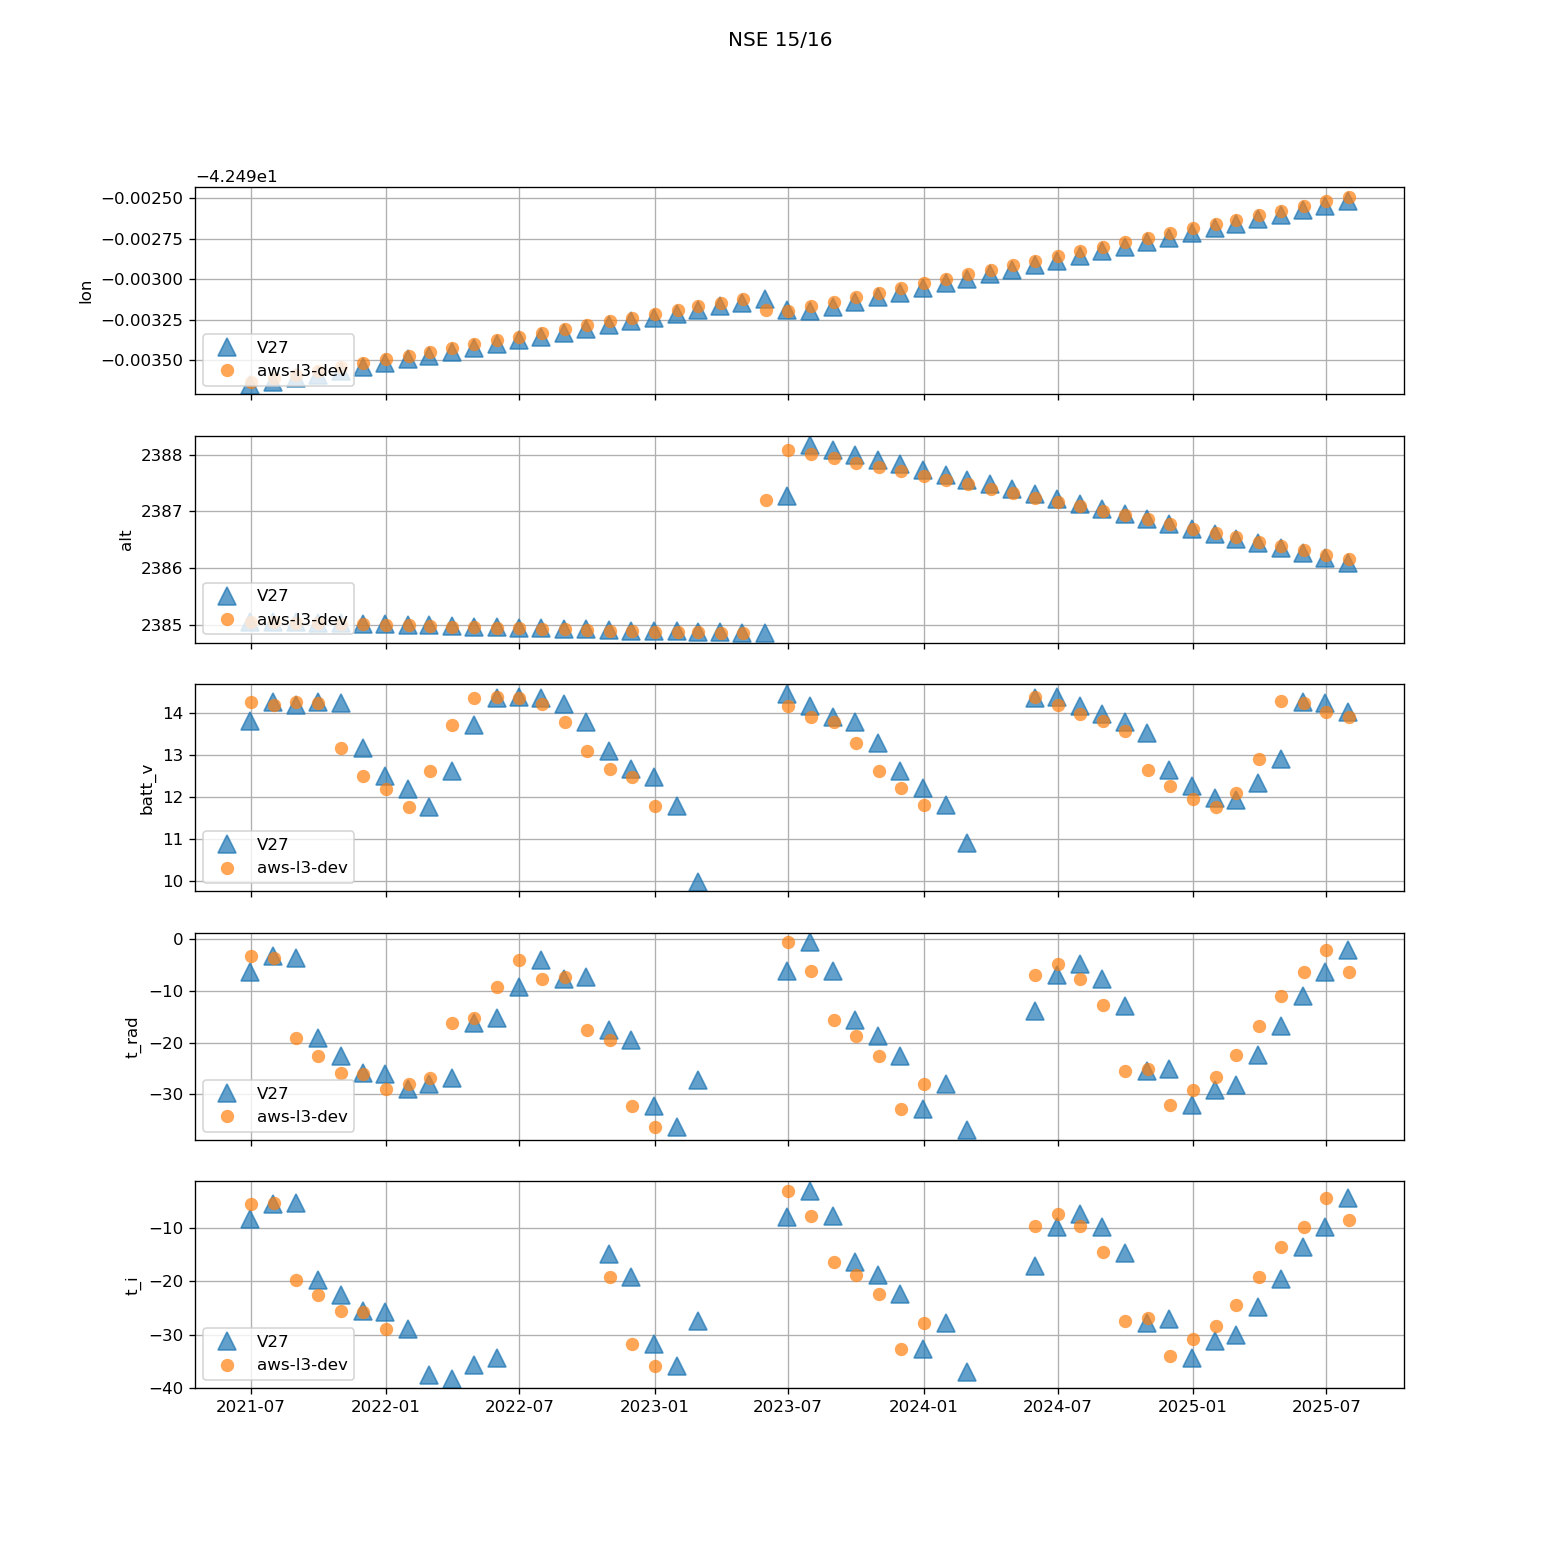 NSE 15/16
−4.249e1
−0.00250
−0.00275
−0.00300
−0.00325
−0.00350
lon
V27
aws-l3-dev
2388
2387
2386
2385
alt
V27
aws-l3-dev
14
13
12
11
10
batt_v
V27
aws-l3-dev
0
−10
−20
−30
t_rad
V27
aws-l3-dev
−10
−20
−30
−40
t_i
V27
aws-l3-dev
2021-07 2022-01 2022-07 2023-01 2023-07 2024-01 2024-07 2025-01 2025-07